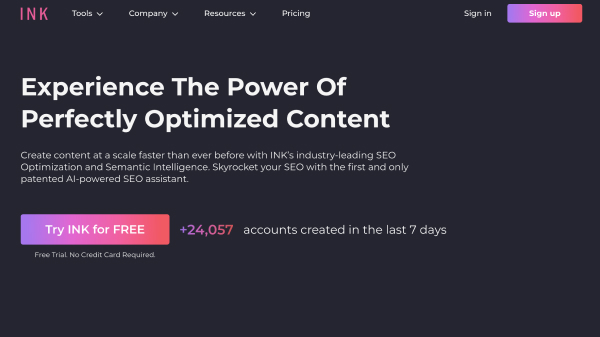 INK Tools Company Resources Pricing Sign in Sign up
Experience The Power Of
Perfectly Optimized Content
Create content at a scale faster than ever before with INK's industry-leading SEO
Optimization and Semantic Intelligence. Skyrocket your SEO with the first and only
patented AI-powered SEO assistant.
Try INK for FREE +24,057 accounts created in the last 7 days
Free Trial. No Credit Card Required.